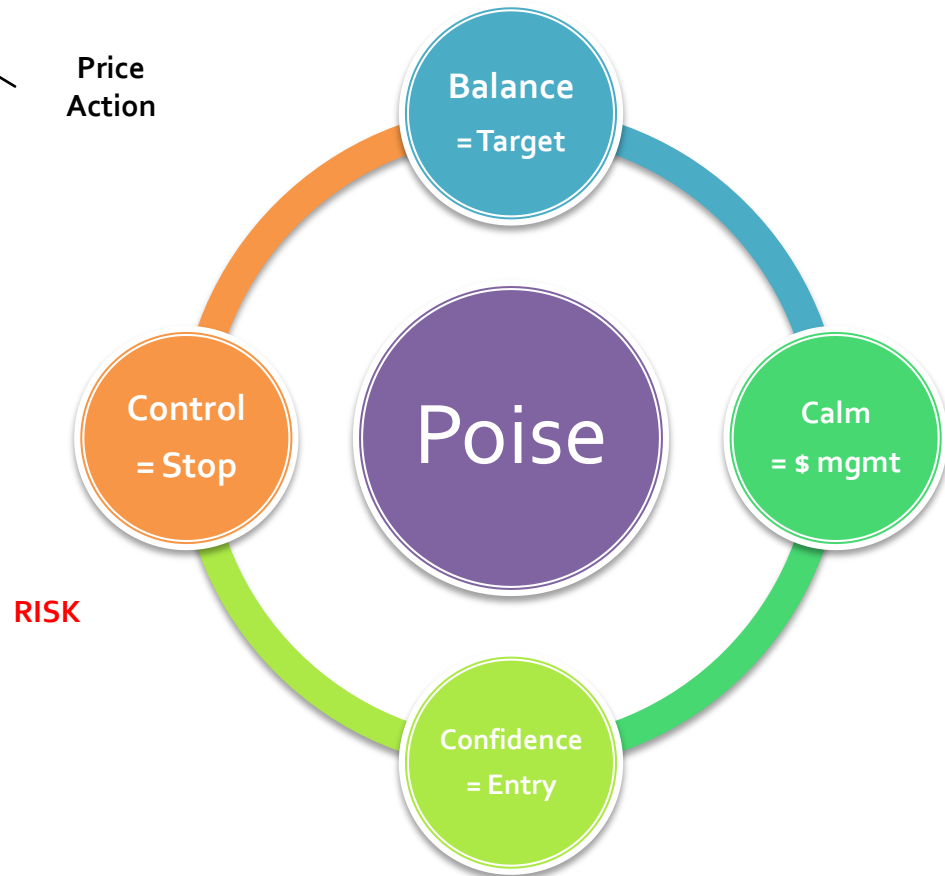 Price
Action
Balance
= Target
Control
= Stop
Poise
Calm
= $ mgmt
RISK
Confidence
= Entry